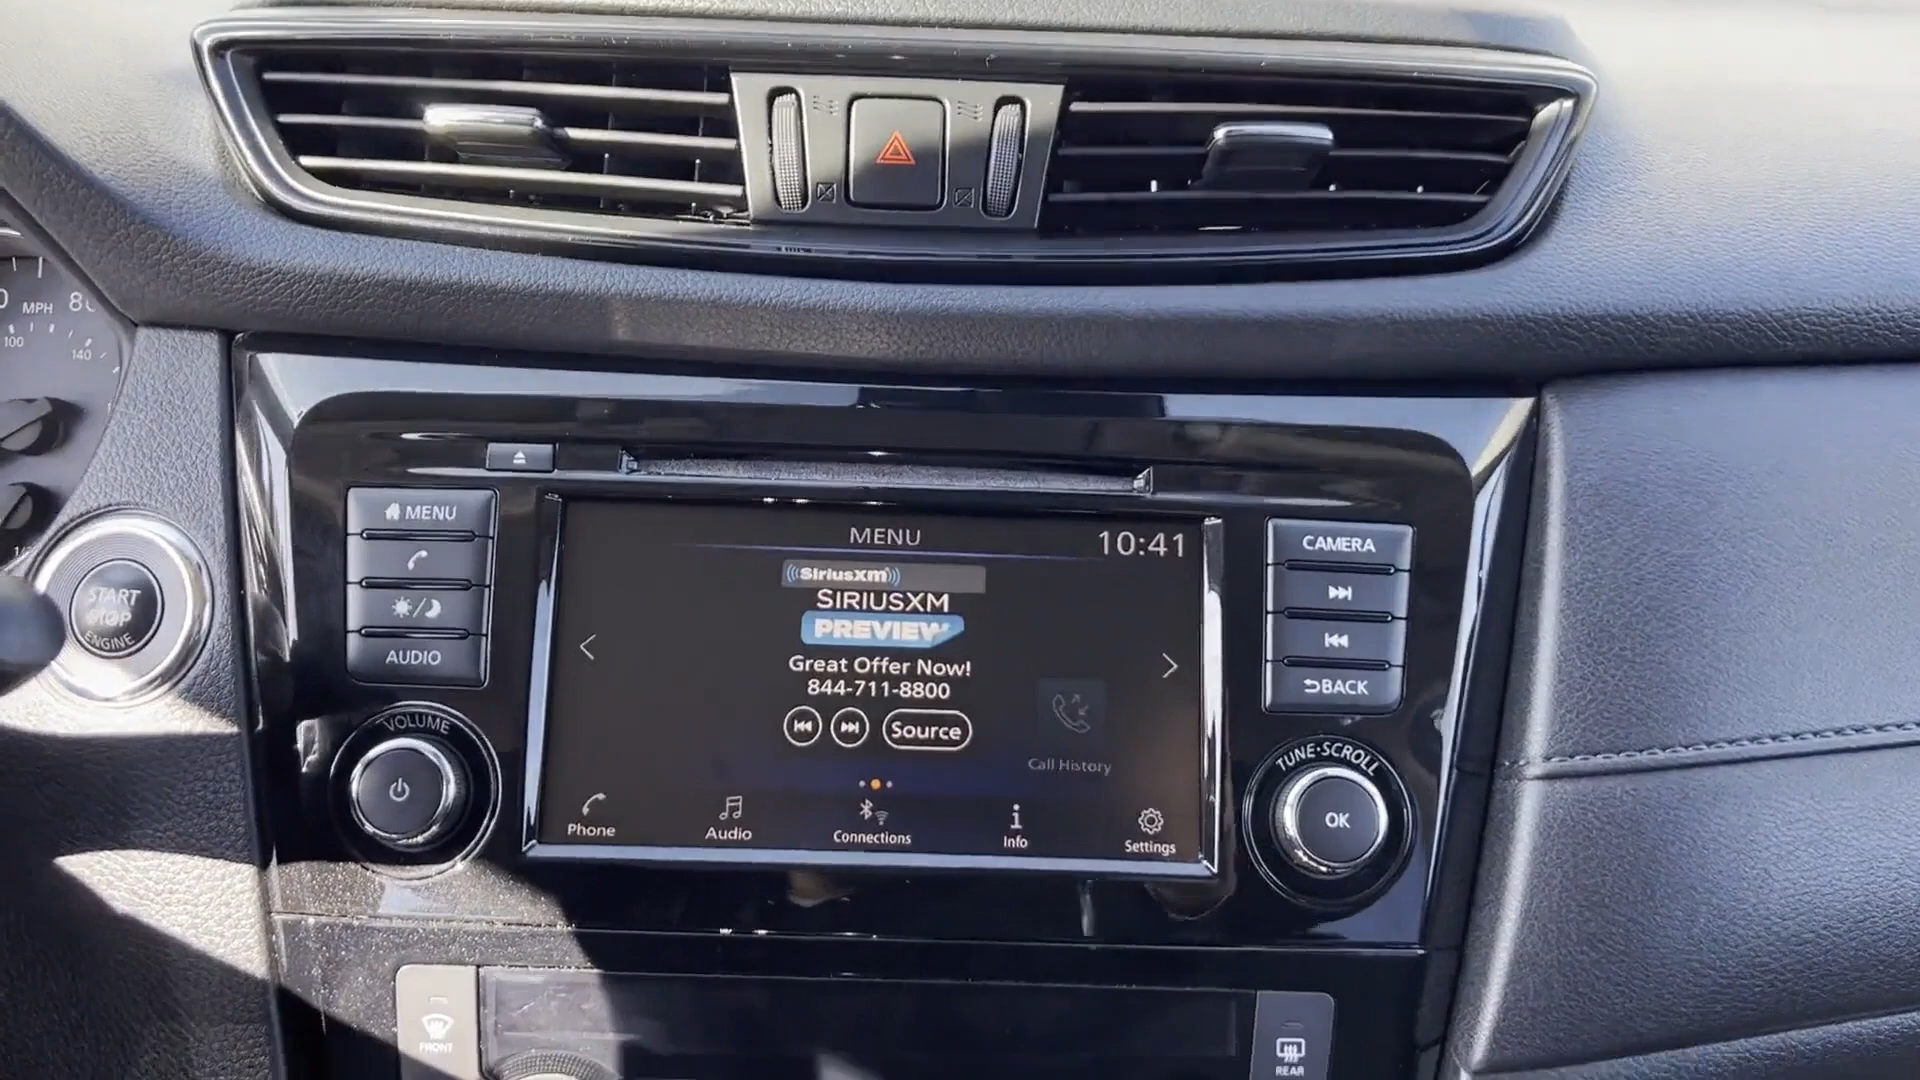 MPH 80
100
140
START
STOP
ENGINE
MENU
AUDIO
VOLUME
MENU
10:41
SiriusXM
SIRIUSXM
PREVIEW
Great Offer Now!
844-711-8800
Source
Call History
Phone
Audio
Connections
Info
Settings
CAMERA
BACK
TUNE·SCROLL
OK
FRONT
REAR